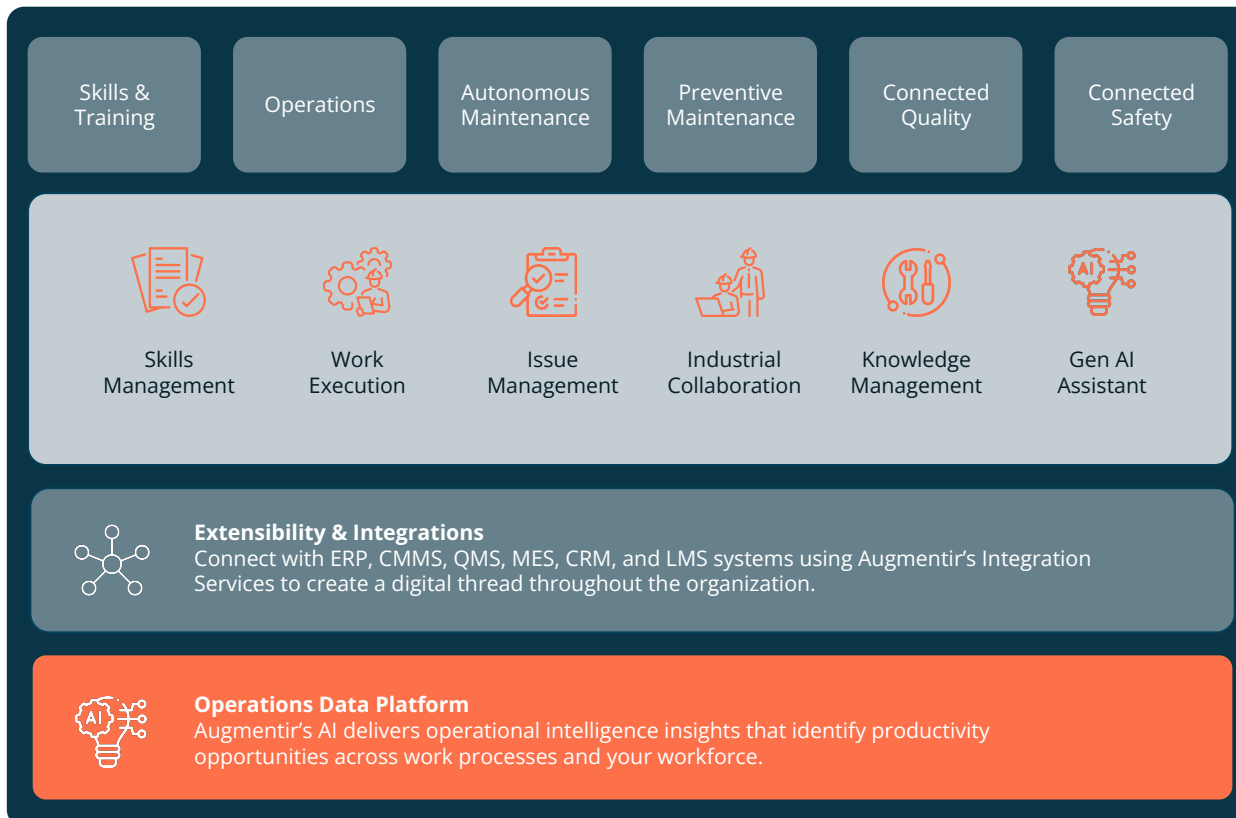 Skills &
Training
Operations
Autonomous
Maintenance
Preventive
Maintenance
Connected
Quality
Connected
Safety
Skills
Management
Work
Execution
Issue
Management
Industrial
Collaboration
Knowledge
Management
AI
Gen AI
Assistant
Extensibility & Integrations
Connect with ERP, CMMS, QMS, MES, CRM, and LMS systems using Augmentir’s Integration
Services to create a digital thread throughout the organization.
AI
Operations Data Platform
Augmentir’s AI delivers operational intelligence insights that identify productivity
opportunities across work processes and your workforce.